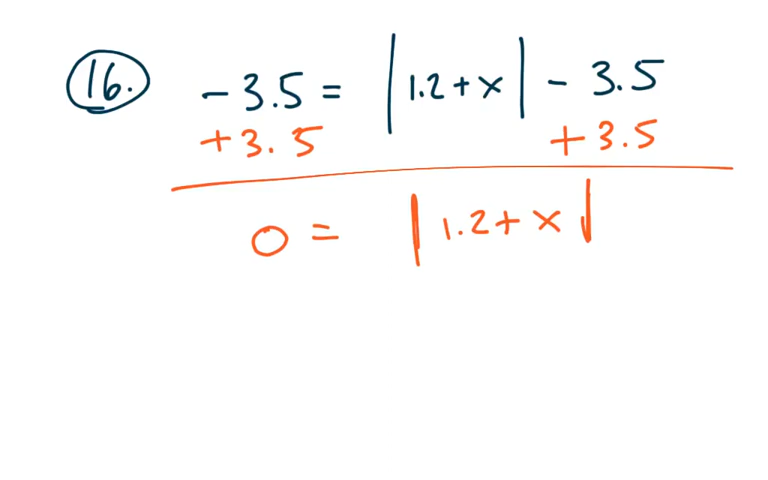 16. -3.5 = |1.2+x| - 3.5
+3.5 +3.5
0 = |1.2+x|